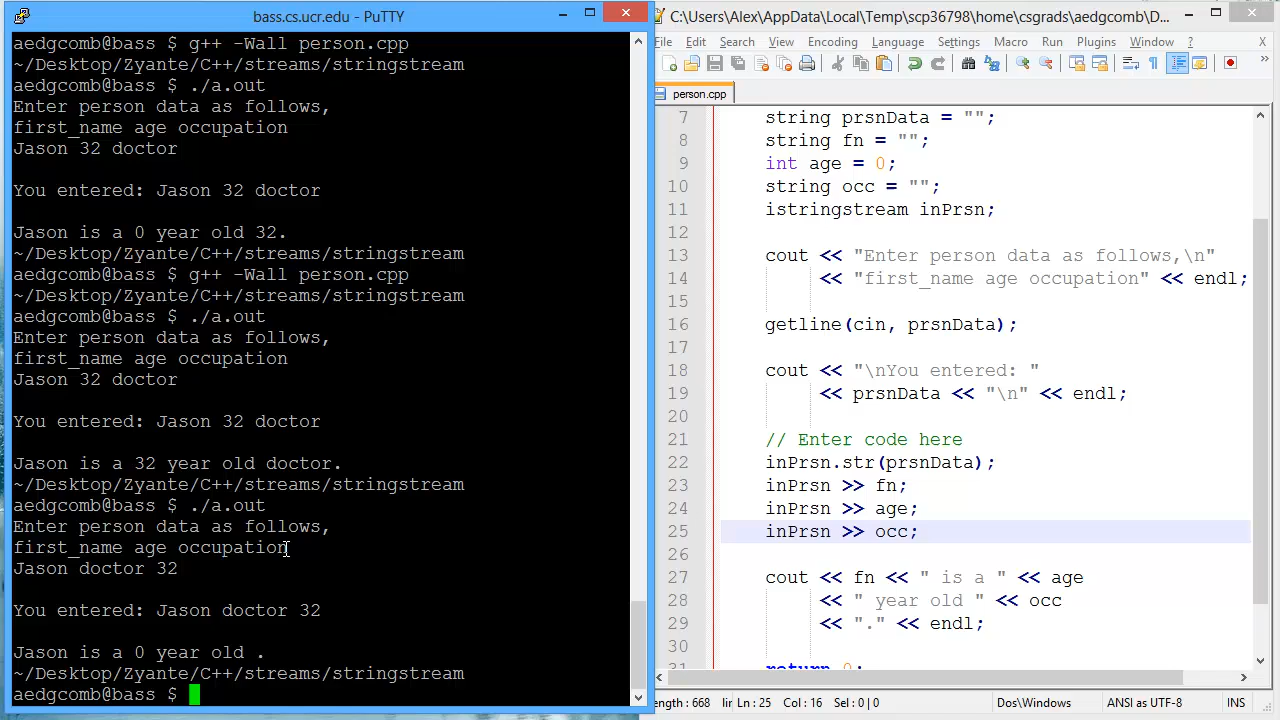 bass.cs.ucr.edu - PuTTY
aedgcomb@bass $ g++ -Wall person.cpp
~/Desktop/Zyante/C++/streams/stringstream
aedgcomb@bass $ ./a.out
Enter person data as follows,
first_name age occupation
Jason 32 doctor
You entered: Jason 32 doctor
Jason is a 0 year old 32.
~/Desktop/Zyante/C++/streams/stringstream
aedgcomb@bass $ g++ -Wall person.cpp
~/Desktop/Zyante/C++/streams/stringstream
aedgcomb@bass $ ./a.out
Enter person data as follows,
first_name age occupation
Jason 32 doctor
You entered: Jason 32 doctor
Jason is a 32 year old doctor.
~/Desktop/Zyante/C++/streams/stringstream
aedgcomb@bass $ ./a.out
Enter person data as follows,
first_name age occupation
Jason doctor 32
You entered: Jason doctor 32
Jason is a 0 year old .
~/Desktop/Zyante/C++/streams/stringstream
aedgcomb@bass $
C:\Users\Alex\AppData\Local\Temp\scp36798\home\csgrads\aedgcomb\D...
File Edit Search View Encoding Language Settings Macro Run Plugins Window ? X
person.cpp
7 string prsnData = "";
8 string fn = "";
9 int age = 0;
10 string occ = "";
11 istringstream inPrsn;
12
13 cout << "Enter person data as follows,\n"
14 << "first_name age occupation" << endl;
15
16 getline(cin, prsnData);
17
18 cout << "\nYou entered: "
19 << prsnData << "\n" << endl;
20
21 // Enter code here
22 inPrsn.str(prsnData);
23 inPrsn >> fn;
24 inPrsn >> age;
25 inPrsn >> occ;
26
27 cout << fn << " is a " << age
28 << " year old " << occ
29 << "." << endl;
30
31 return 0;
ength : 668 lir Ln : 25 Col : 16 Sel : 0 | 0 Dos\Windows ANSI as UTF-8 INS